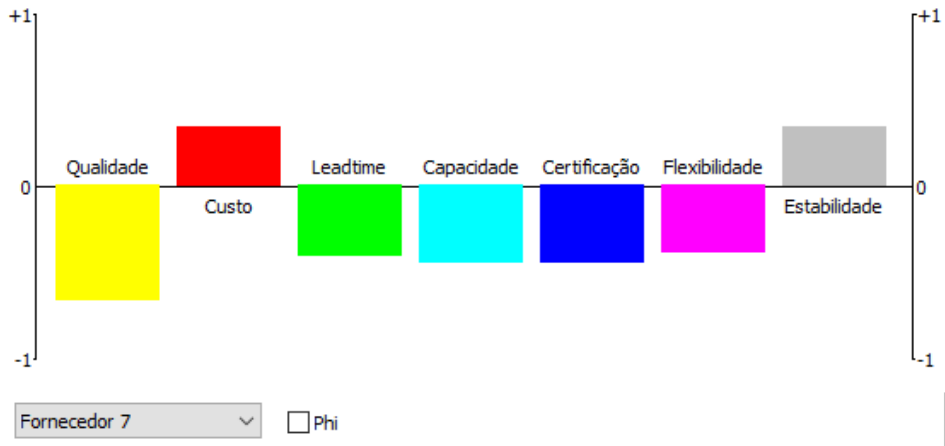 +1 +1
Qualidade Leadtime Capacidade Certificação Flexibilidade
0 0
Custo Estabilidade
-1 -1
Fornecedor 7 Phi